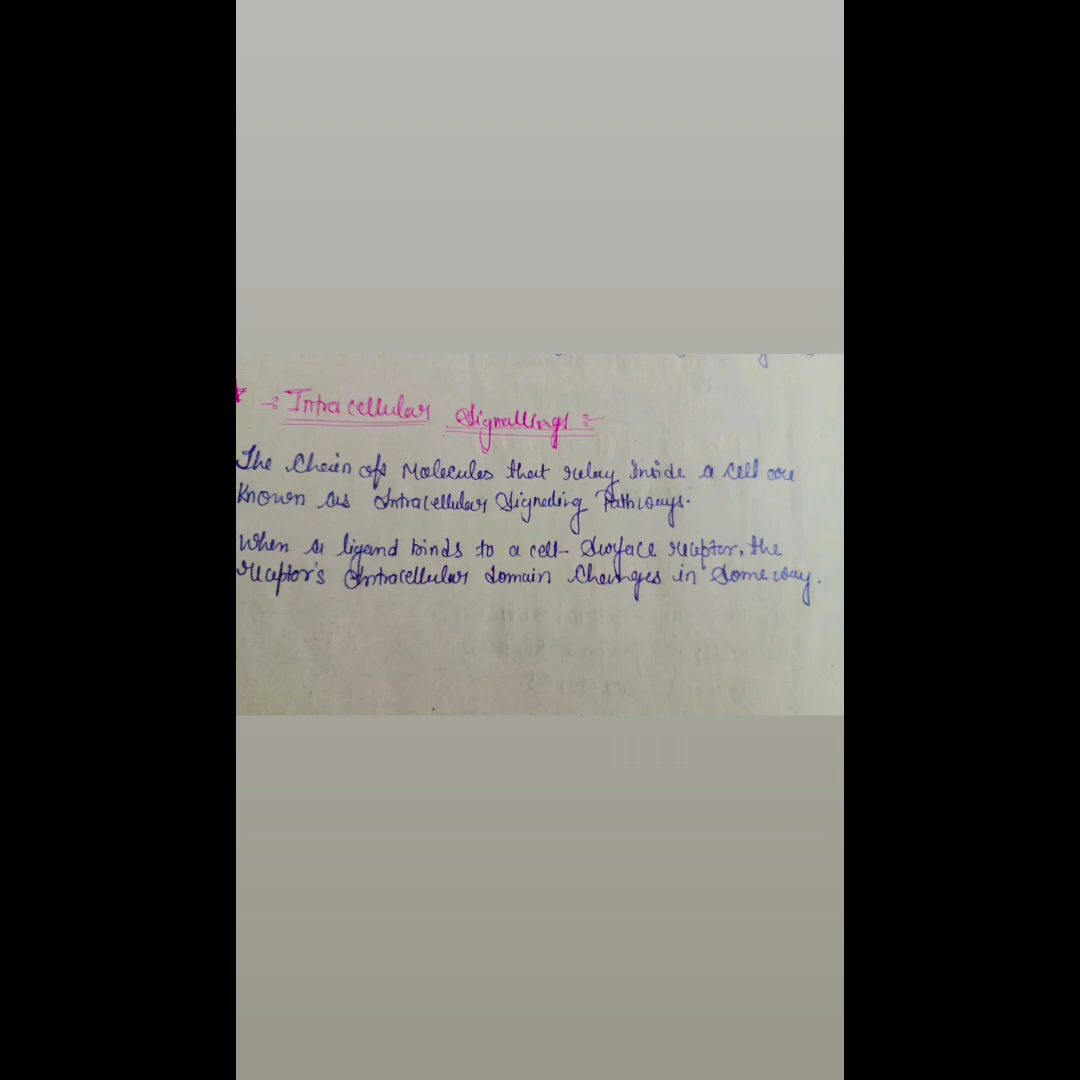 -: Intracellular Signallings :-
The Chain of Molecules that relay Inside a cell are
Known as Intracellular Signaling Pathways.
When a ligand binds to a cell- Surface receptor, the
receptor's Intracellular domain Changes in Some way.